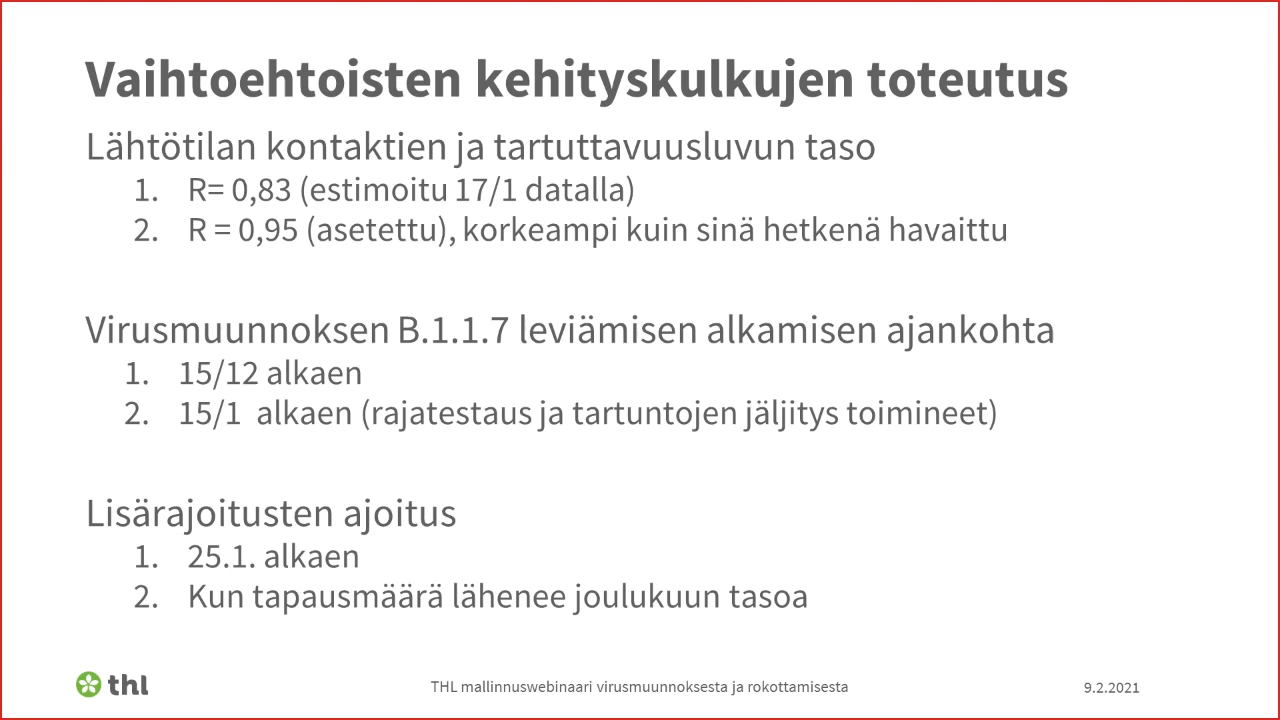 Vaihtoehtoisten kehityskulkujen toteutus
Lähtötilan kontaktien ja tartuttavuusluvun taso
1. R= 0,83 (estimoitu 17/1 datalla)
2. R = 0,95 (asetettu), korkeampi kuin sinä hetkenä havaittu
Virusmuunnoksen B.1.1.7 leviämisen alkamisen ajankohta
1. 15/12 alkaen
2. 15/1 alkaen (rajatestaus ja tartuntojen jäljitys toimineet)
Lisärajoitusten ajoitus
1. 25.1. alkaen
2. Kun tapausmäärä lähenee joulukuun tasoa
thl THL mallinnuswebinaari virusmuunnoksesta ja rokottamisesta 9.2.2021